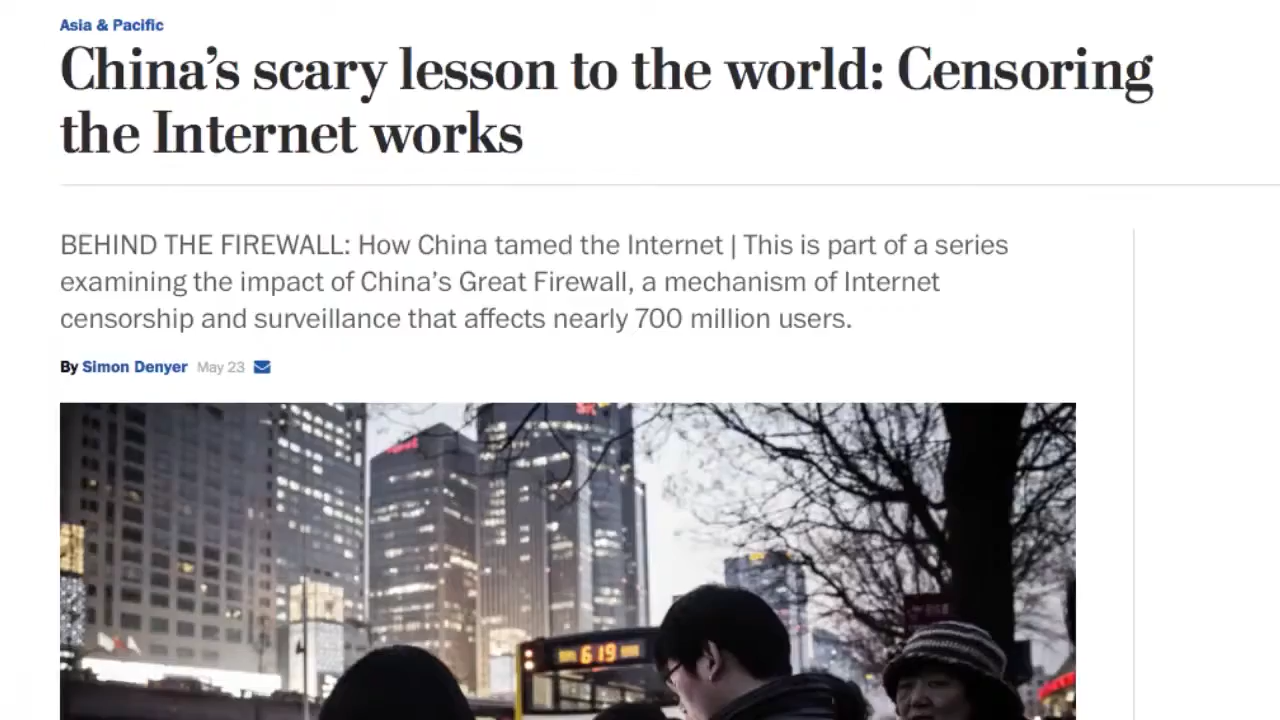 Asia & Pacific
China's scary lesson to the world: Censoring
the Internet works
BEHIND THE FIREWALL: How China tamed the Internet | This is part of a series
examining the impact of China's Great Firewall, a mechanism of Internet
censorship and surveillance that affects nearly 700 million users.
By Simon Denyer May 23
619